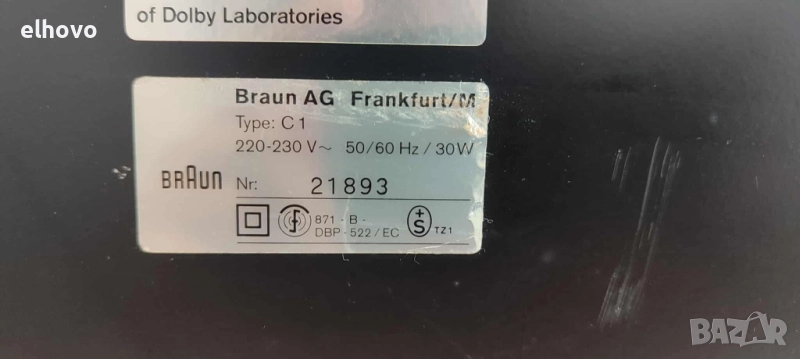 elhovo
of Dolby Laboratories
Braun AG Frankfurt/M
Type: C 1
220-230 V~ 50/60 Hz / 30W
BRAUN Nr: 21893
871 - B -
DBP - 522 / EC
+
S TZ1
BAZAR